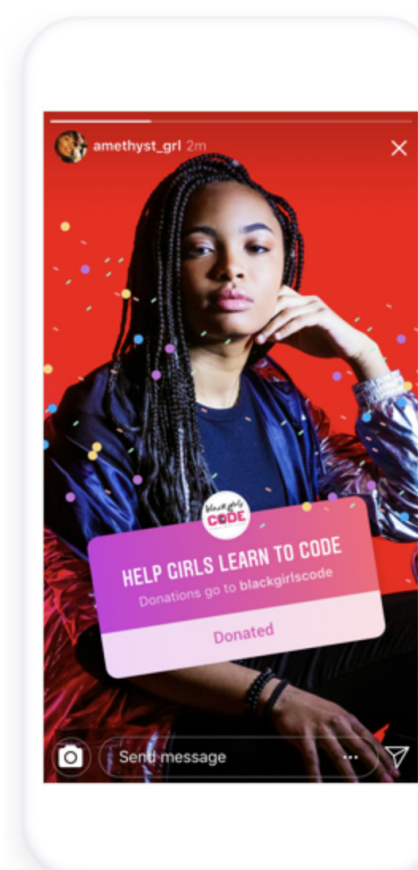 amethyst_grl 2m
black girls
CODE
HELP GIRLS LEARN TO CODE
Donations go to blackgirlscode
Donated
Send message